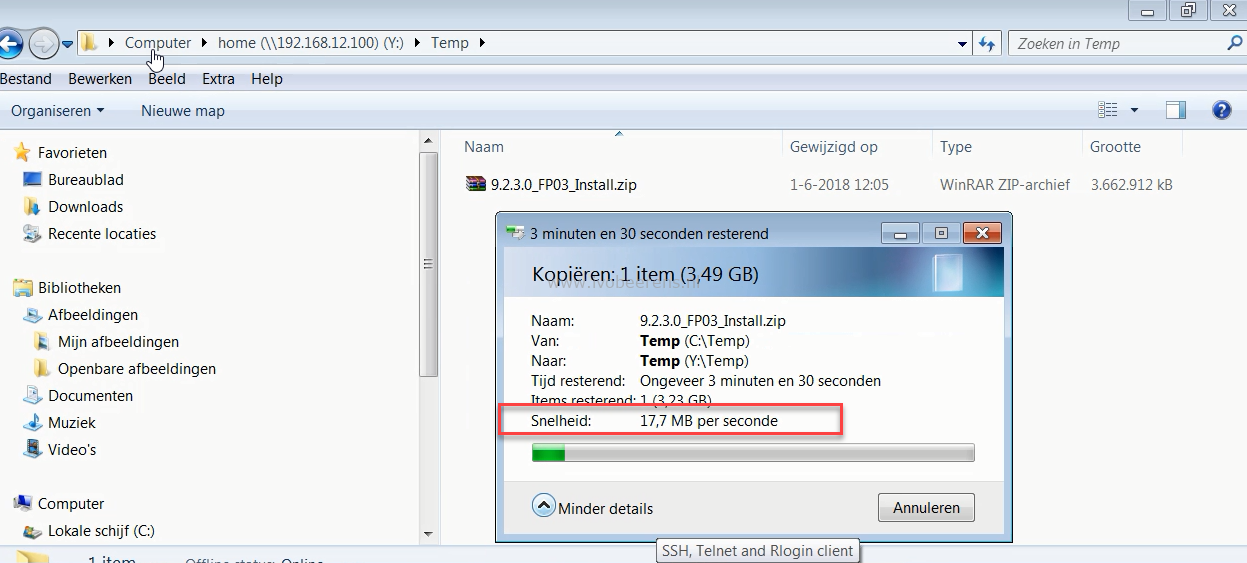 Computer home (\\192.168.12.100) (Y:) Temp Zoeken in Temp
Bestand Bewerken Beeld Extra Help
Organiseren Nieuwe map
Favorieten
Bureaublad
Downloads
Recente locaties
Bibliotheken
Afbeeldingen
Mijn afbeeldingen
Openbare afbeeldingen
Documenten
Muziek
Video's
Computer
Lokale schijf (C:)
Naam Gewijzigd op Type Grootte
9.2.3.0_FP03_Install.zip 1-6-2018 12:05 WinRAR ZIP-archief 3.662.912 kB
3 minuten en 30 seconden resterend
Kopiëren: 1 item (3,49 GB)
www.ivobeerens.nl
Naam: 9.2.3.0_FP03_Install.zip
Van: Temp (C:\Temp)
Naar: Temp (Y:\Temp)
Tijd resterend: Ongeveer 3 minuten en 30 seconden
Items resterend: 1 (3,23 GB)
Snelheid: 17,7 MB per seconde
Minder details Annuleren
SSH, Telnet and Rlogin client
1 item Offline status: Online